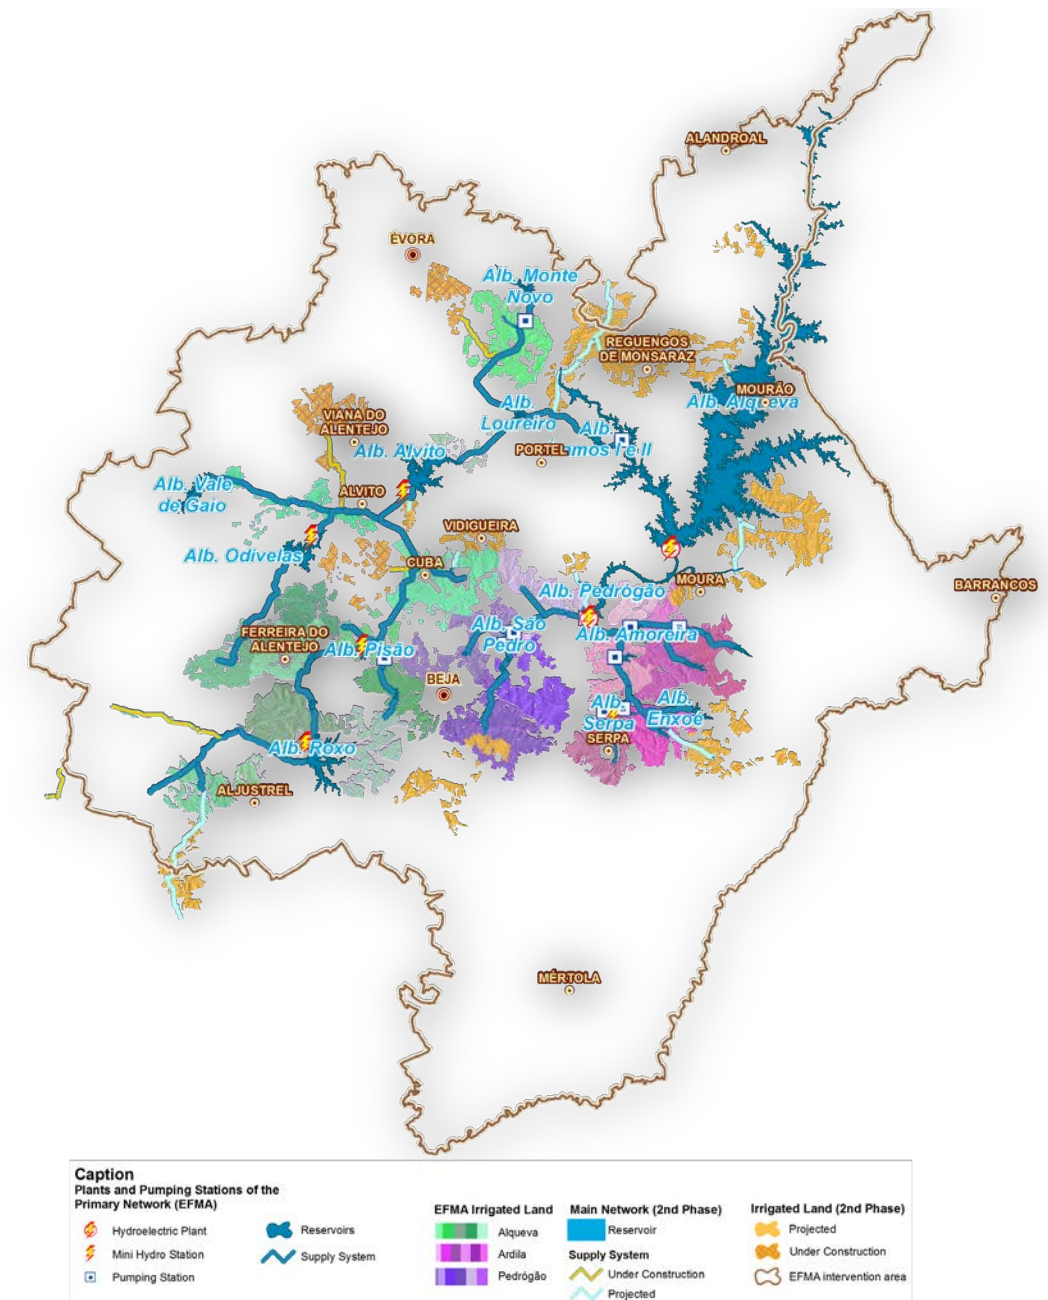 ALANDROAL
ÉVORA
Alb. Monte
Novo
REGUENGOS
DE MONSARAZ
MOURÃO
Alb. Alqueva
Alb.
Loureiro
Alb.
PORTEL
VIANA DO
ALENTEJO
Alb. Alvito
Alb. Vale
de Gaio
ALVITO
VIDIGUEIRA
Alb. Odivelas
CUBA
MOURA
BARRANCOS
Alb. Pedrógão
Alb. São
Pedro
Alb. Amoreira
FERREIRA DO
ALENTEJO
Alb. Pisão
BEJA
Alb.
Serpa
Alb.
Enxoé
SERPA
Alb. Roxo
ALJUSTREL
MÉRTOLA
Caption
Plants and Pumping Stations of the
Primary Network (EFMA)
Hydroelectric Plant
Mini Hydro Station
Pumping Station
Reservoirs
Supply System
EFMA Irrigated Land
Alqueva
Ardila
Pedrógão
Main Network (2nd Phase)
Reservoir
Supply System
Under Construction
Projected
Irrigated Land (2nd Phase)
Projected
Under Construction
EFMA intervention area